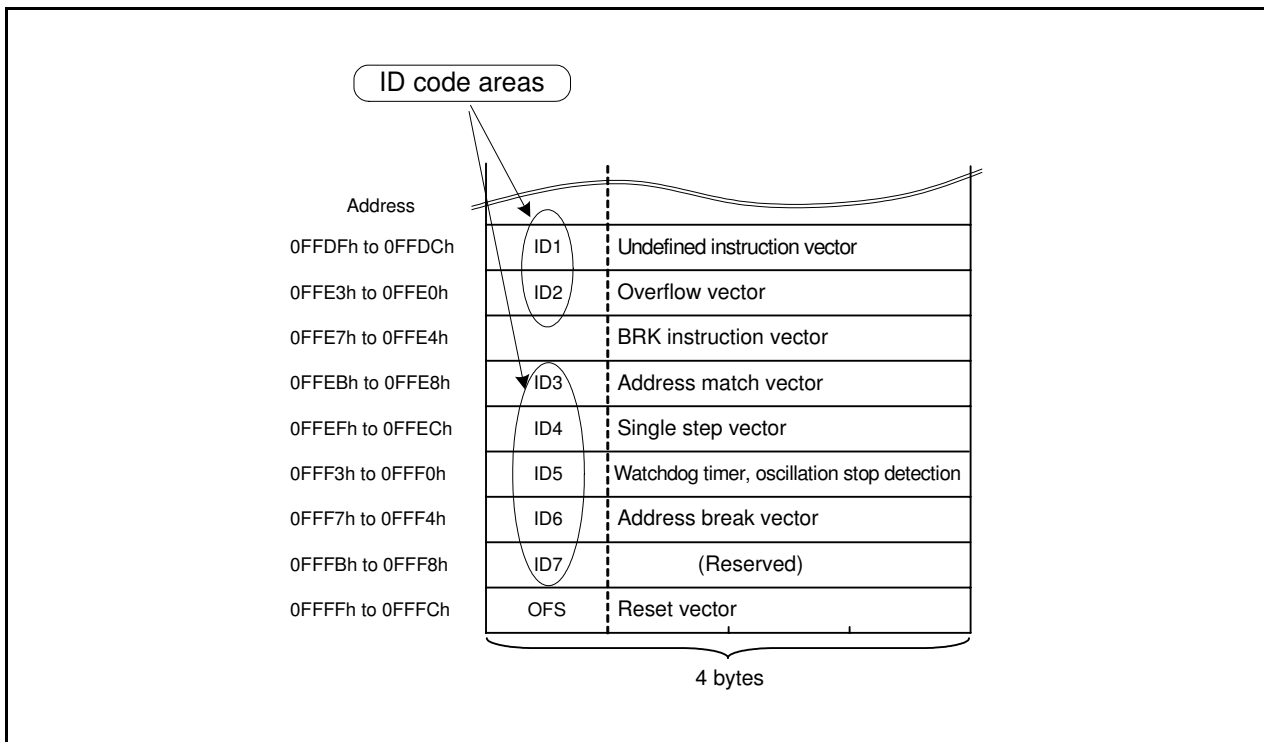 ID code areas
Address
0FFDFh to 0FFDCh ID1 Undefined instruction vector
0FFE3h to 0FFE0h ID2 Overflow vector
0FFE7h to 0FFE4h BRK instruction vector
0FFEBh to 0FFE8h ID3 Address match vector
0FFEFh to 0FFECh ID4 Single step vector
0FFF3h to 0FFF0h ID5 Watchdog timer, oscillation stop detection
0FFF7h to 0FFF4h ID6 Address break vector
0FFFBh to 0FFF8h ID7 (Reserved)
0FFFFh to 0FFFCh OFS Reset vector
4 bytes